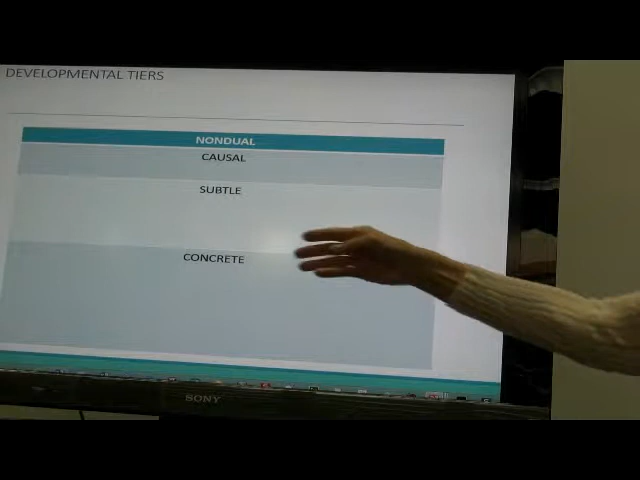 DEVELOPMENTAL TIERS
NONDUAL
CAUSAL
SUBTLE
CONCRETE
SONY